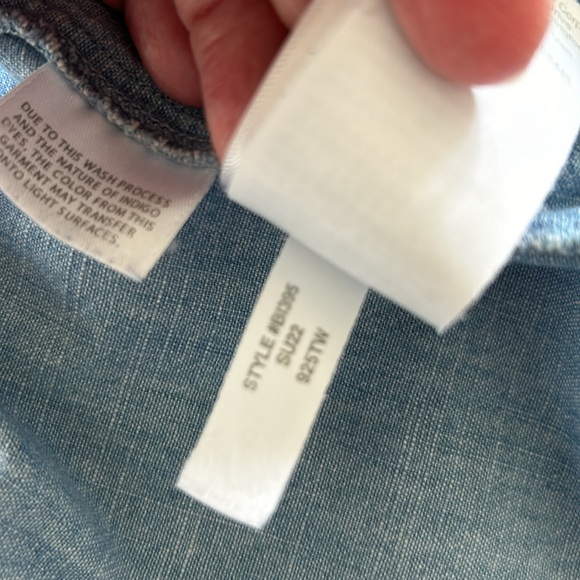 DUE TO THIS WASH PROCESS
AND THE NATURE OF INDIGO
DYES, THE COLOR FROM THIS
GARMENT MAY TRANSFER
ONTO LIGHT SURFACES.
STYLE #BI395
SU22
925TW